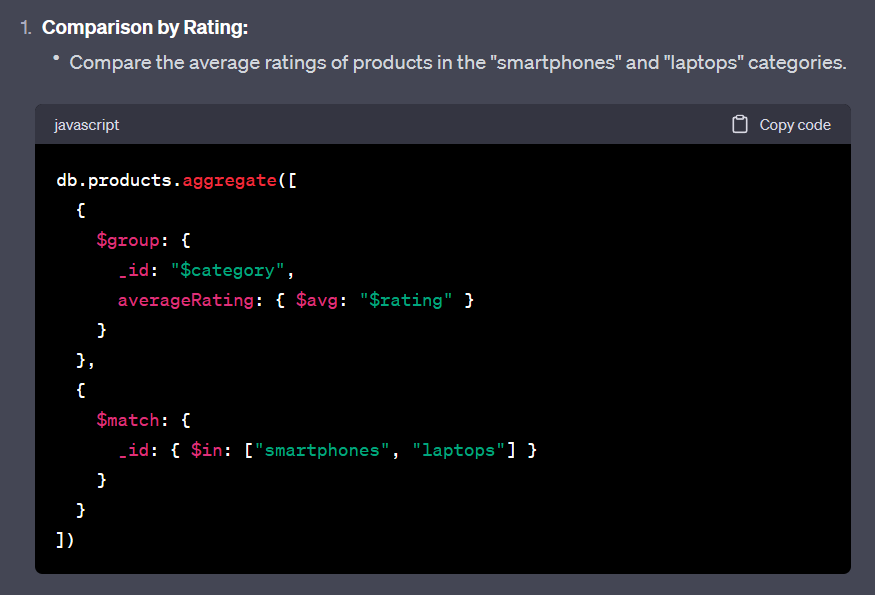 1. Comparison by Rating:
• Compare the average ratings of products in the "smartphones" and "laptops" categories.
javascript Copy code
db.products.aggregate([
  {
    $group: {
      _id: "$category",
      averageRating: { $avg: "$rating" }
    }
  },
  {
    $match: {
      _id: { $in: ["smartphones", "laptops"] }
    }
  }
])